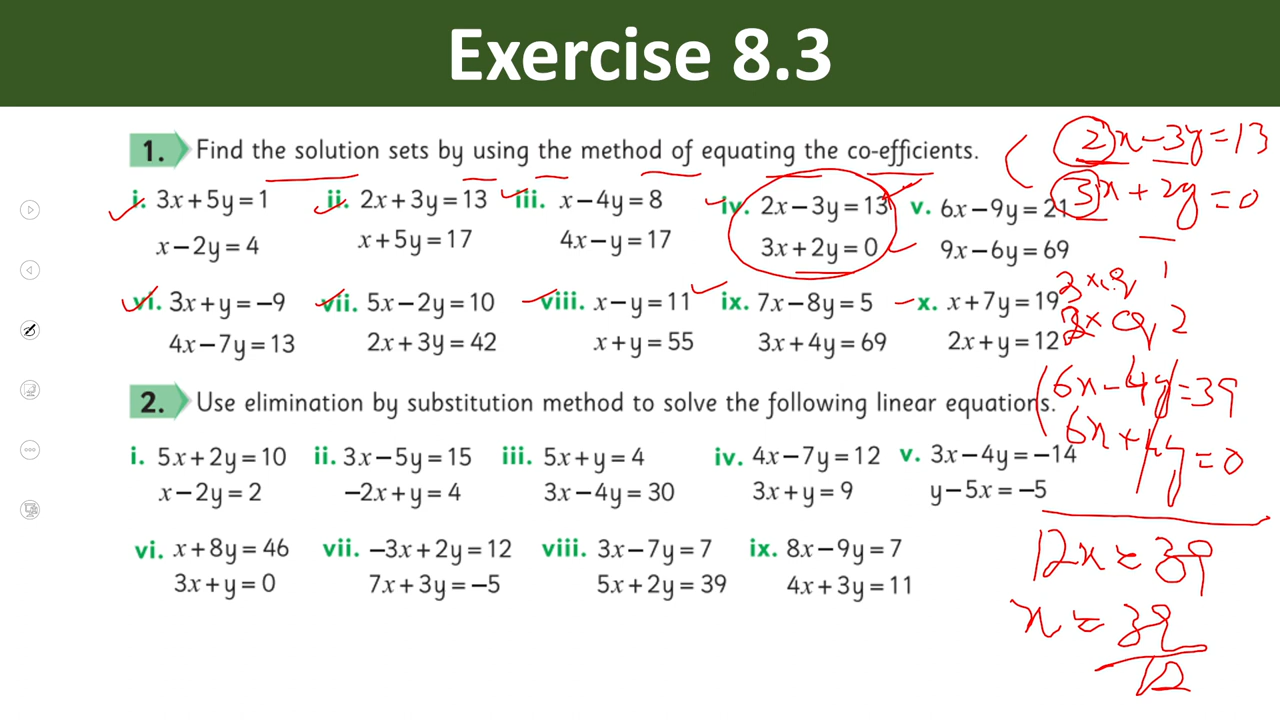 Exercise 8.3
1. Find the solution sets by using the method of equating the co-efficients.
i. 3x + 5y = 1 ii. 2x + 3y = 13 iii. x − 4y = 8 iv. 2x − 3y = 13 v. 6x − 9y = 21
x − 2y = 4 x + 5y = 17 4x − y = 17 3x + 2y = 0 9x − 6y = 69
vi. 3x + y = −9 vii. 5x − 2y = 10 viii. x − y = 11 ix. 7x − 8y = 5 x. x + 7y = 19
4x − 7y = 13 2x + 3y = 42 x + y = 55 3x + 4y = 69 2x + y = 12
2. Use elimination by substitution method to solve the following linear equations.
i. 5x + 2y = 10 ii. 3x − 5y = 15 iii. 5x + y = 4 iv. 4x − 7y = 12 v. 3x − 4y = −14
x − 2y = 2 −2x + y = 4 3x − 4y = 30 3x + y = 9 y − 5x = −5
vi. x + 8y = 46 vii. −3x + 2y = 12 viii. 3x − 7y = 7 ix. 8x − 9y = 7
3x + y = 0 7x + 3y = −5 5x + 2y = 39 4x + 3y = 11
2x − 3y = 13
3x + 2y = 0
× eq 1
× eq 2
6x − 4y = 39
6x + 4y = 0
12x = 39
x = 39
12